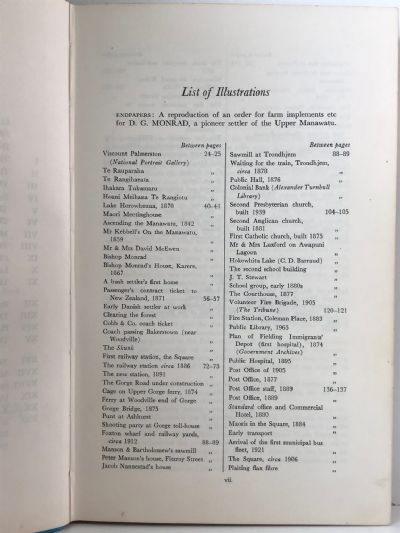 List of Illustrations
ENDPAPERS: A reproduction of an order for farm implements etc
for D. G. MONRAD, a pioneer settler of the Upper Manawatu.
Between pages
Viscount Palmerston 24-25
(National Portrait Gallery)
Te Rauparaha „
Te Rangihaeata „
Ihakara Tukumaru „
Hoani Meihana Te Rangiotu „
Lake Horowhenua, 1870 40-41
Maori Meetinghouse „
Ascending the Manawatu, 1842 „
Mr Kebbell's On the Manawatu,
1859 „
Mr & Mrs David McEwen „
Bishop Monrad „
Bishop Monrad's House, Karere,
1867 „
A bush settler's first home „
Passenger's contract ticket to
New Zealand, 1871 56-57
Early Danish settler at work „
Clearing the forest „
Cobb & Co. coach ticket „
Coach passing Bakertown (near
Woodville) „
The Skunk „
First railway station, the Square „
The railway station circa 1886 72-73
The new station, 1891 „
The Gorge Road under construction „
Cage on Upper Gorge ferry, 1874 „
Ferry at Woodville end of Gorge „
Gorge Bridge, 1875 „
Punt at Ashhurst „
Shooting party at Gorge toll-house „
Foxton wharf and railway yards,
circa 1912 88-89
Manson & Bartholomew's sawmill „
Peter Manson's house, Fitzroy Street „
Jacob Nannestad's house „
Between pages
Sawmill at Trondhjem 88-89
Waiting for the train, Trondhjem,
circa 1878 „
Public Hall, 1876 „
Colonial Bank (Alexander Turnbull
Library) „
Second Presbyterian church,
built 1939 104-105
Second Anglican church,
built 1881 „
First Catholic church, built 1875 „
Mr & Mrs Luxford on Awapuni
Lagoon „
Hokowhitu Lake (C. D. Barraud) „
The second school building „
J. T. Stewart „
School group, early 1880s „
The Courthouse, 1877 „
Volunteer Fire Brigade, 1905
(The Tribune) 120-121
Fire Station, Coleman Place, 1883 „
Public Library, 1965 „
Plan of Feilding Immigrants'
Depot (first hospital), 1874
(Government Archives) „
Public Hospital, 1895 „
Post Office of 1905 „
Post Office, 1877 „
Post Office staff, 1889 136-137
Post Office, 1889 „
Standard office and Commercial
Hotel, 1880 „
Maoris in the Square, 1884 „
Early transport „
Arrival of the first municipal bus
fleet, 1921 „
The Square, circa 1906 „
Plaiting flax fibre „
vii